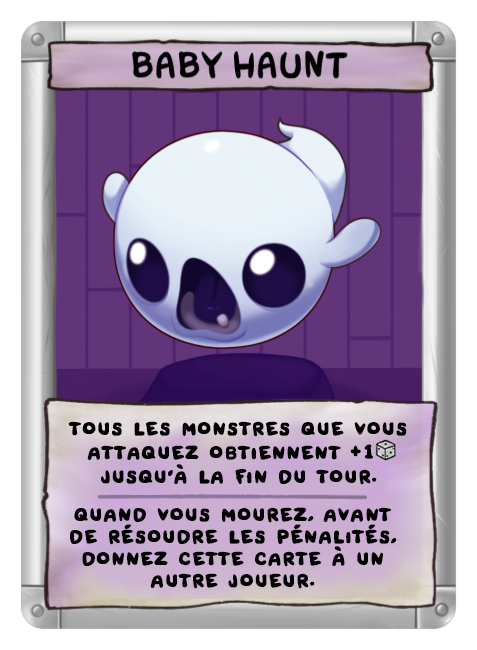 BABY HAUNT
TOUS LES MONSTRES QUE VOUS
ATTAQUEZ OBTIENNENT +1
JUSQU'À LA FIN DU TOUR.
QUAND VOUS MOUREZ, AVANT
DE RÉSOUDRE LES PÉNALITÉS,
DONNEZ CETTE CARTE À UN
AUTRE JOUEUR.